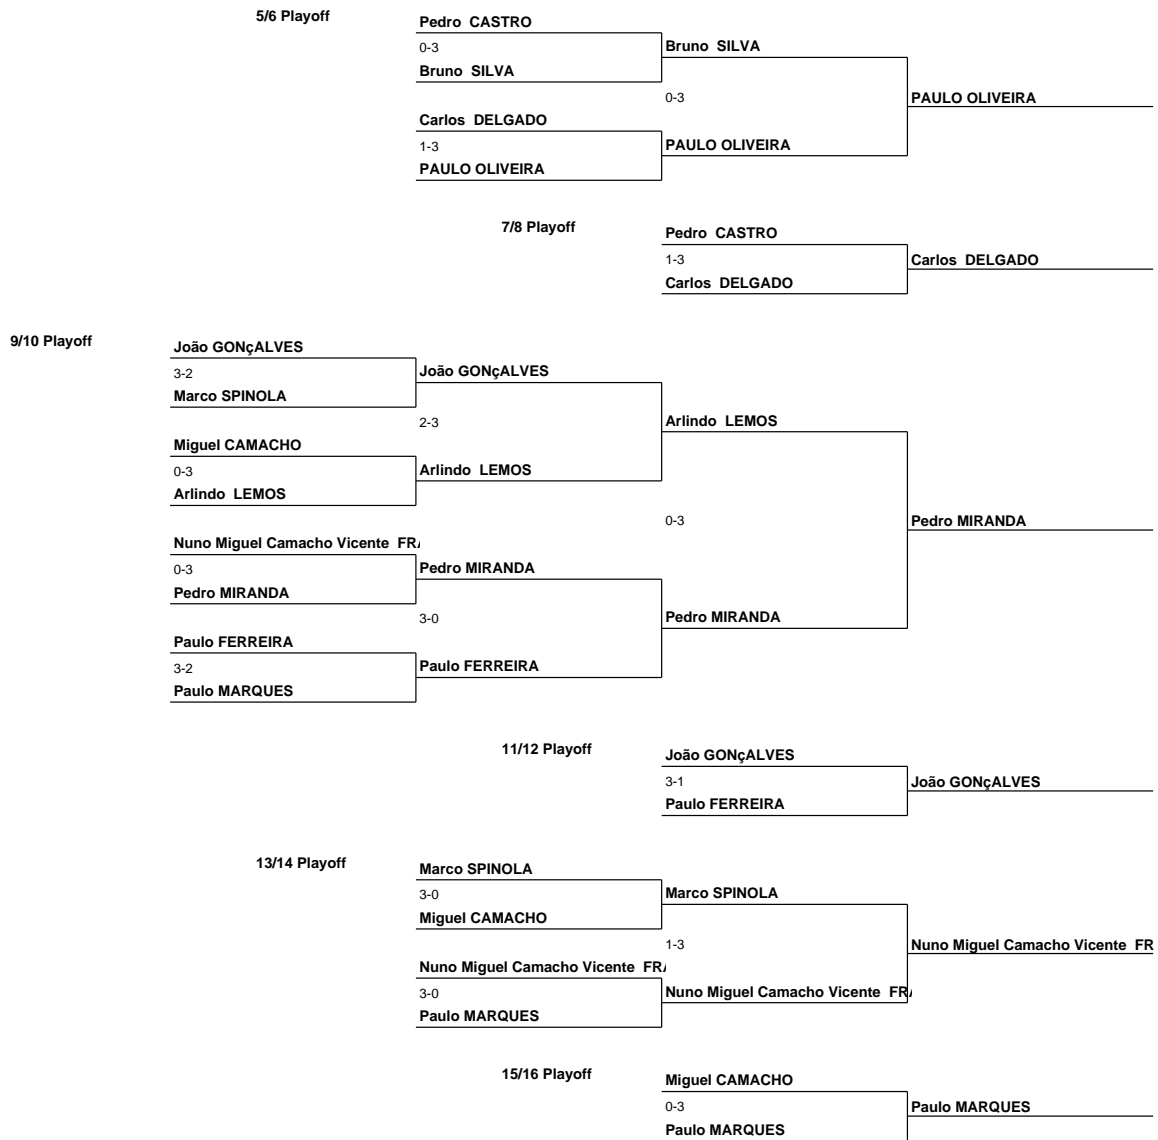 5/6 Playoff
Pedro CASTRO
0-3
Bruno SILVA
Bruno SILVA
0-3
PAULO OLIVEIRA
Carlos DELGADO
1-3
PAULO OLIVEIRA
PAULO OLIVEIRA
7/8 Playoff
Pedro CASTRO
1-3
Carlos DELGADO
Carlos DELGADO
9/10 Playoff
João GONçALVES
3-2
João GONçALVES
Marco SPINOLA
2-3
Arlindo LEMOS
Miguel CAMACHO
0-3
Arlindo LEMOS
Arlindo LEMOS
0-3
Pedro MIRANDA
Nuno Miguel Camacho Vicente
0-3
Pedro MIRANDA
Pedro MIRANDA
3-0
Pedro MIRANDA
Paulo FERREIRA
3-2
Paulo FERREIRA
Paulo MARQUES
11/12 Playoff
João GONçALVES
3-1
João GONçALVES
Paulo FERREIRA
13/14 Playoff
Marco SPINOLA
3-0
Marco SPINOLA
Miguel CAMACHO
1-3
Nuno Miguel Camacho Vicente FR
Nuno Miguel Camacho Vicente
3-0
Nuno Miguel Camacho Vicente
Paulo MARQUES
15/16 Playoff
Miguel CAMACHO
0-3
Paulo MARQUES
Paulo MARQUES